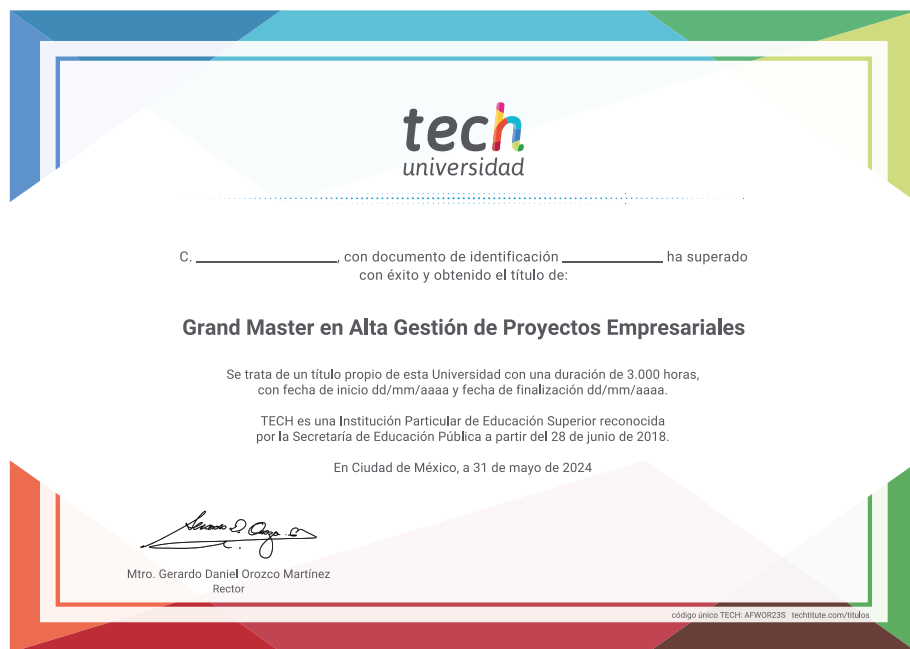 tech
universidad
C. ________________, con documento de identificación ____________ ha superado
con éxito y obtenido el título de:
Grand Master en Alta Gestión de Proyectos Empresariales
Se trata de un título propio de esta Universidad con una duración de 3.000 horas,
con fecha de inicio dd/mm/aaaa y fecha de finalización dd/mm/aaaa.
TECH es una Institución Particular de Educación Superior reconocida
por la Secretaría de Educación Pública a partir del 28 de junio de 2018.
En Ciudad de México, a 31 de mayo de 2024
Mtro. Gerardo Daniel Orozco Martínez
Rector
código único TECH: AFWOR23S techtitute.com/titulos